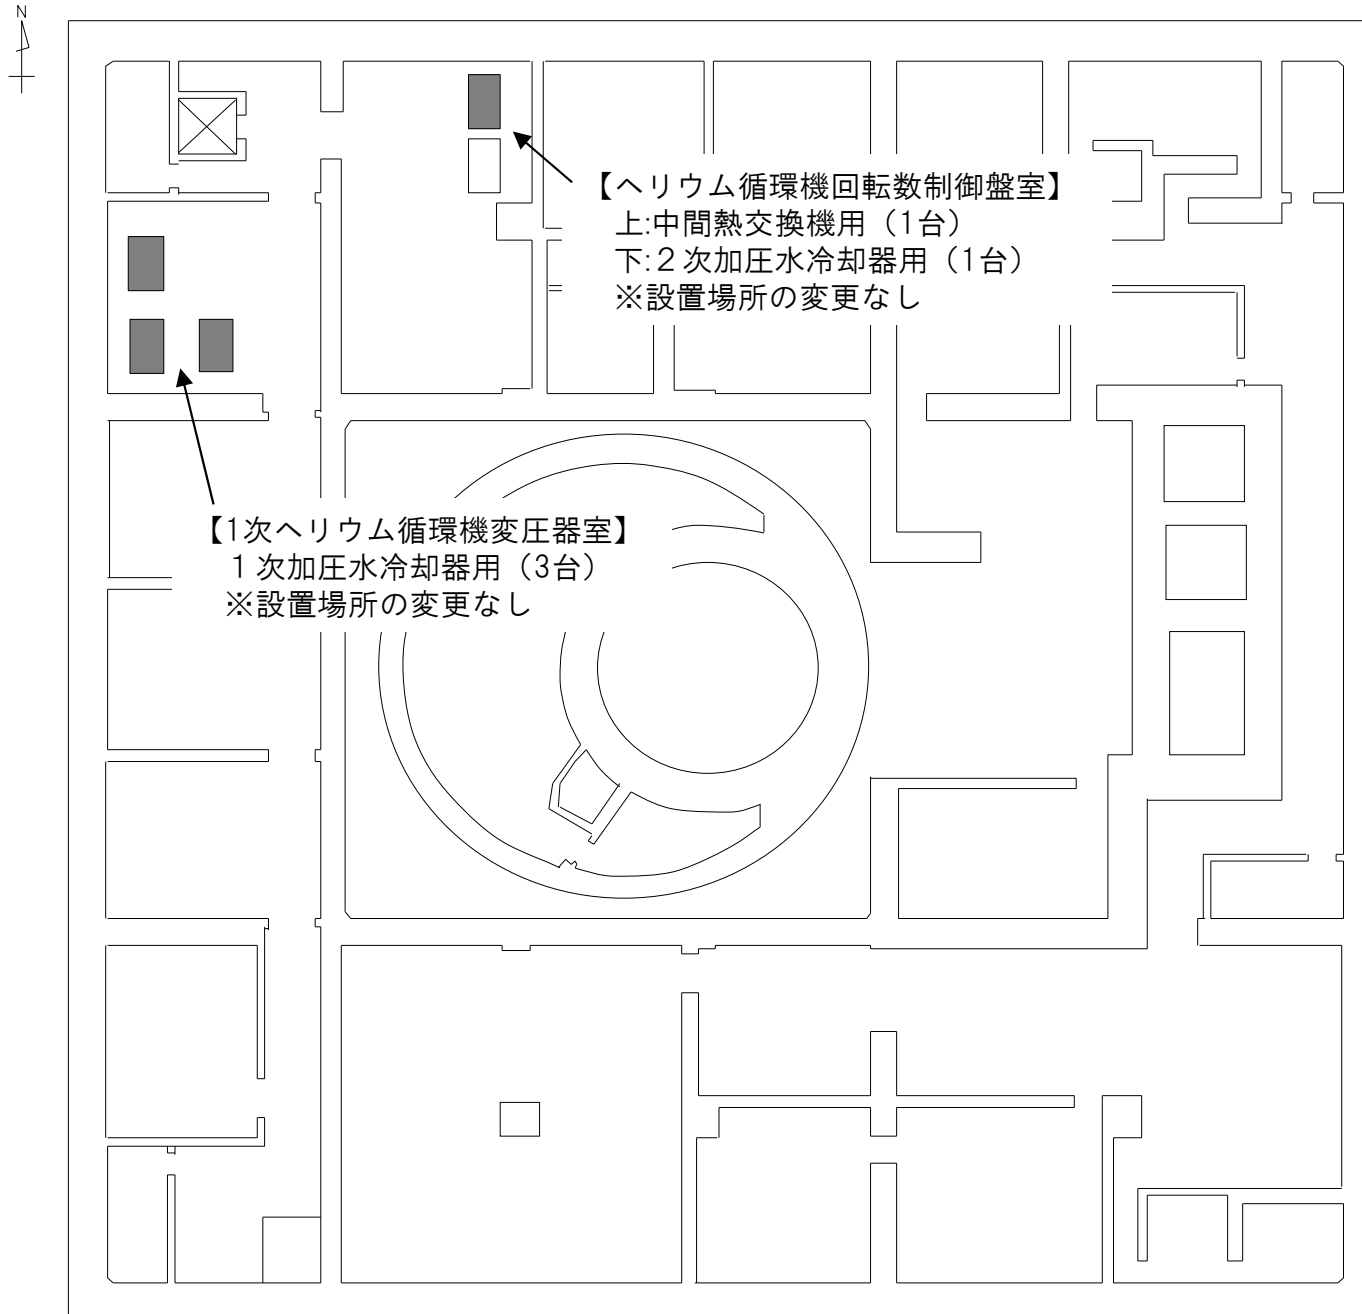 N
【ヘリウム循環機回転数制御盤室】
上:中間熱交換機用（1台）
下:２次加圧水冷却器用（1台）
※設置場所の変更なし
【1次ヘリウム循環機変圧器室】
１次加圧水冷却器用（3台）
※設置場所の変更なし